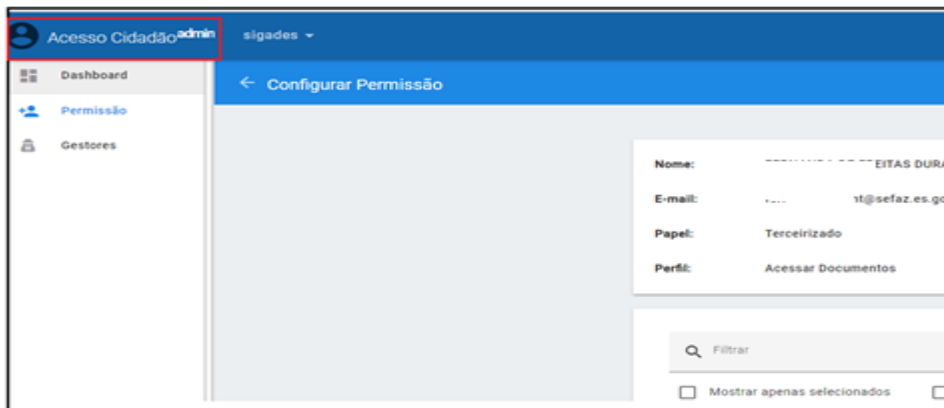 Acesso Cidadão admin
sigades
Dashboard
Configurar Permissão
Permissão
Gestores
Nome: EITAS DURA
E-mail: nt@sefaz.es.go
Papel: Terceirizado
Perfil: Acessar Documentos
Filtrar
Mostrar apenas selecionados